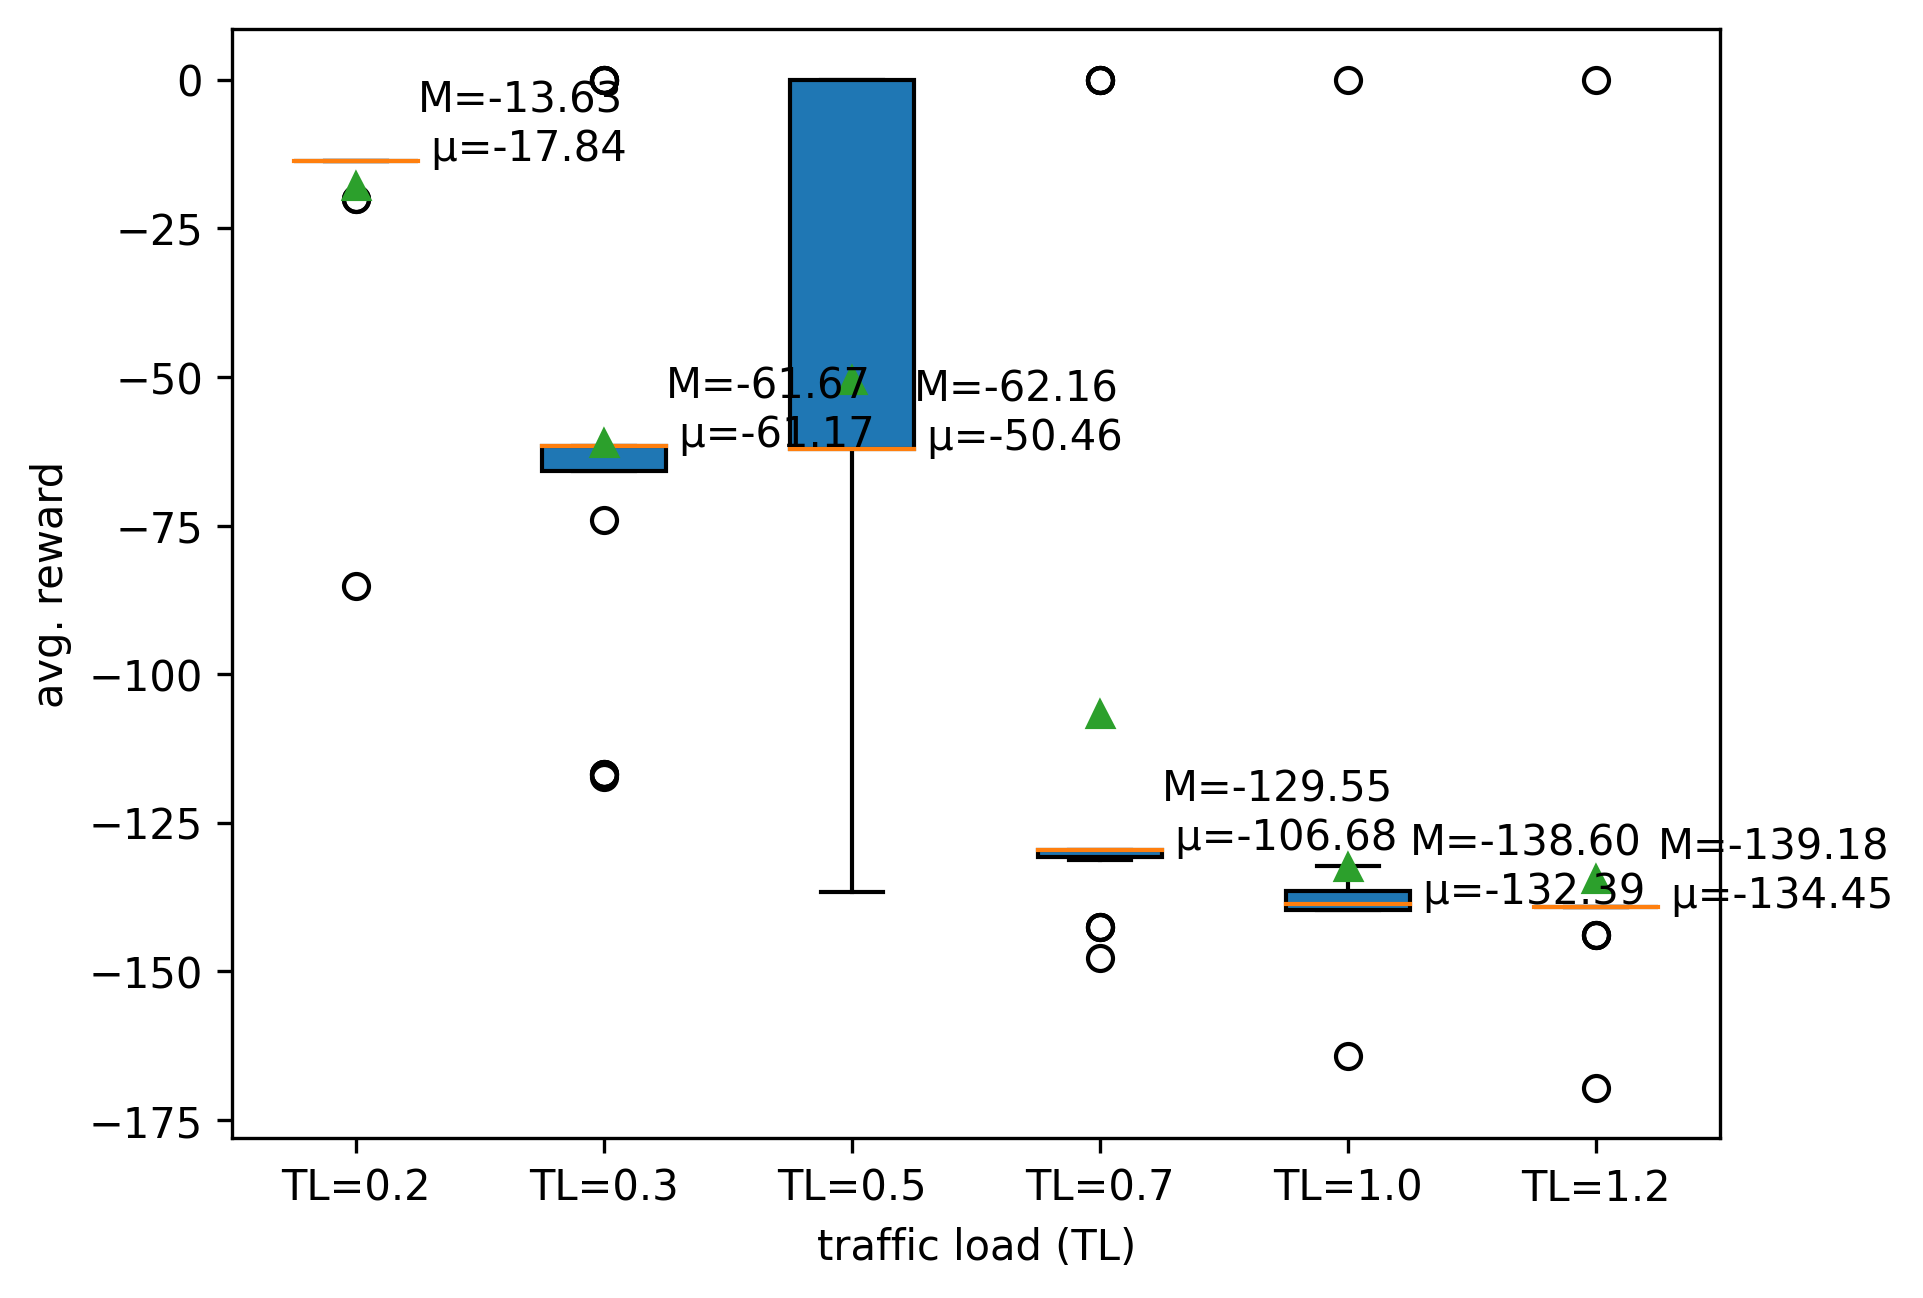 0
−25
−50
−75
−100
−125
−150
−175
avg. reward
M=-13.63
µ=-17.84
M=-61.67
µ=-61.17
M=-62.16
µ=-50.46
M=-129.55
µ=-106.68
M=-138.60
µ=-132.39
M=-139.18
µ=-134.45
TL=0.2 TL=0.3 TL=0.5 TL=0.7 TL=1.0 TL=1.2
traffic load (TL)